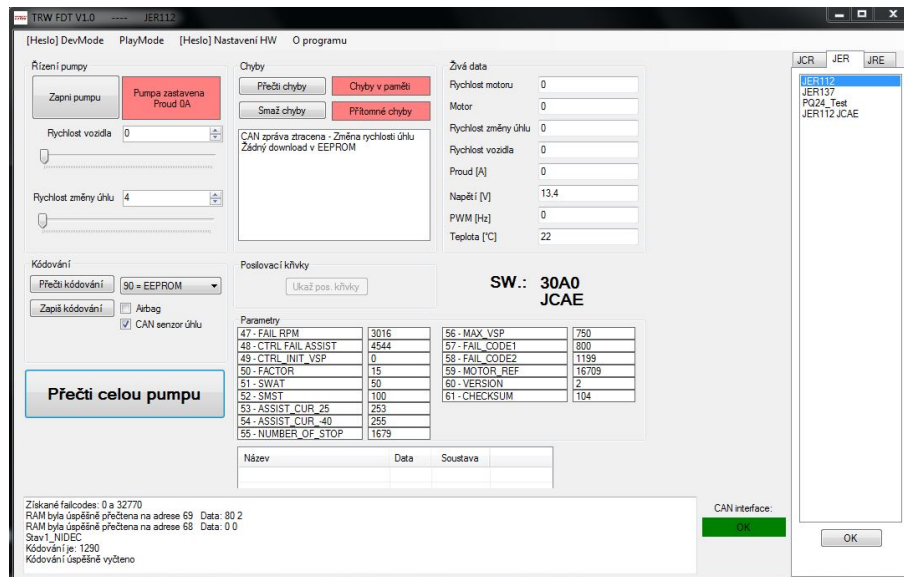 TRW FDT V1.0 ---- JER112
[Heslo] DevMode PlayMode [Heslo] Nastavení HW O programu
JCR JER JRE
JER112
JER137
PQ24_Test
JER112 JCAE
OK
Řízení pumpy
Zapni pumpu
Pumpa zastavena
Proud 0A
Rychlost vozidla 0
Rychlost změny úhlu 4
Chyby
Přečti chyby Chyby v paměti
Smaž chyby Přítomné chyby
CAN zpráva ztracena - Změna rychlosti úhlu
Žádný download v EEPROM
Živá data
Rychlost motoru 0
Motor 0
Rychlost změny úhlu 0
Rychlost vozidla 0
Proud [A] 0
Napětí [V] 13,4
PWM [Hz] 0
Teplota [°C] 22
Kódování
Přečti kódování 90 = EEPROM
Zapiš kódování Airbag
CAN senzor úhlu
Posilovací křivky
Ukaž pos. křivky
SW.: 30A0
JCAE
Přečti celou pumpu
Parametry
47 - FAIL RPM 3016
48 - CTRL FAIL ASSIST 4544
49 - CTRL_INIT_VSP 0
50 - FACTOR 15
51 - SWAT 50
52 - SMST 100
53 - ASSIST_CUR_25 253
54 - ASSIST_CUR_-40 255
55 - NUMBER_OF_STOP 1679
56 - MAX_VSP 750
57 - FAIL_CODE1 800
58 - FAIL_CODE2 1199
59 - MOTOR_REF 16709
60 - VERSION 2
61 - CHECKSUM 104
Název Data Soustava
Získané failcodes: 0 a 32770
RAM byla úspěšně přečtena na adrese 69 Data: 80 2
RAM byla úspěšně přečtena na adrese 68 Data: 0 0
Stav1_NIDEC
Kódování je: 1290
Kódování úspěšně vyčteno
CAN interface:
OK